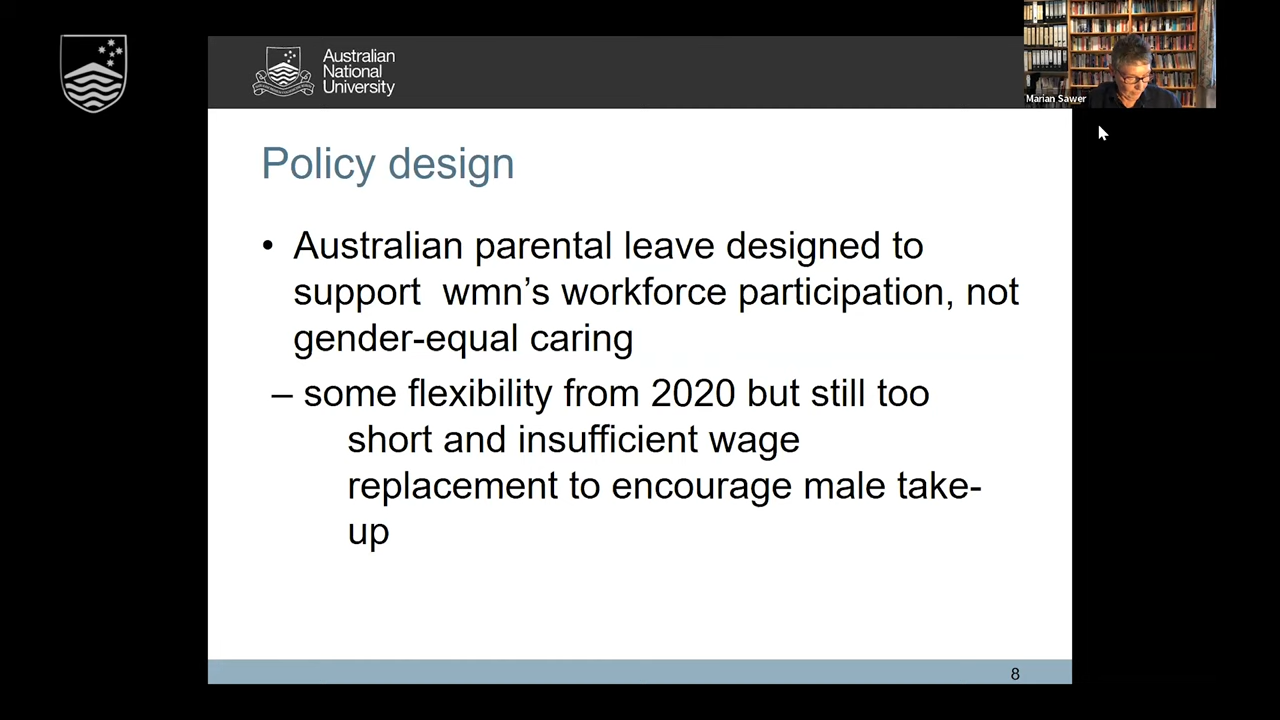 Australian
National
University
Marian Sawer
Policy design
• Australian parental leave designed to
support wmn's workforce participation, not
gender-equal caring
– some flexibility from 2020 but still too
short and insufficient wage
replacement to encourage male take-
up
8